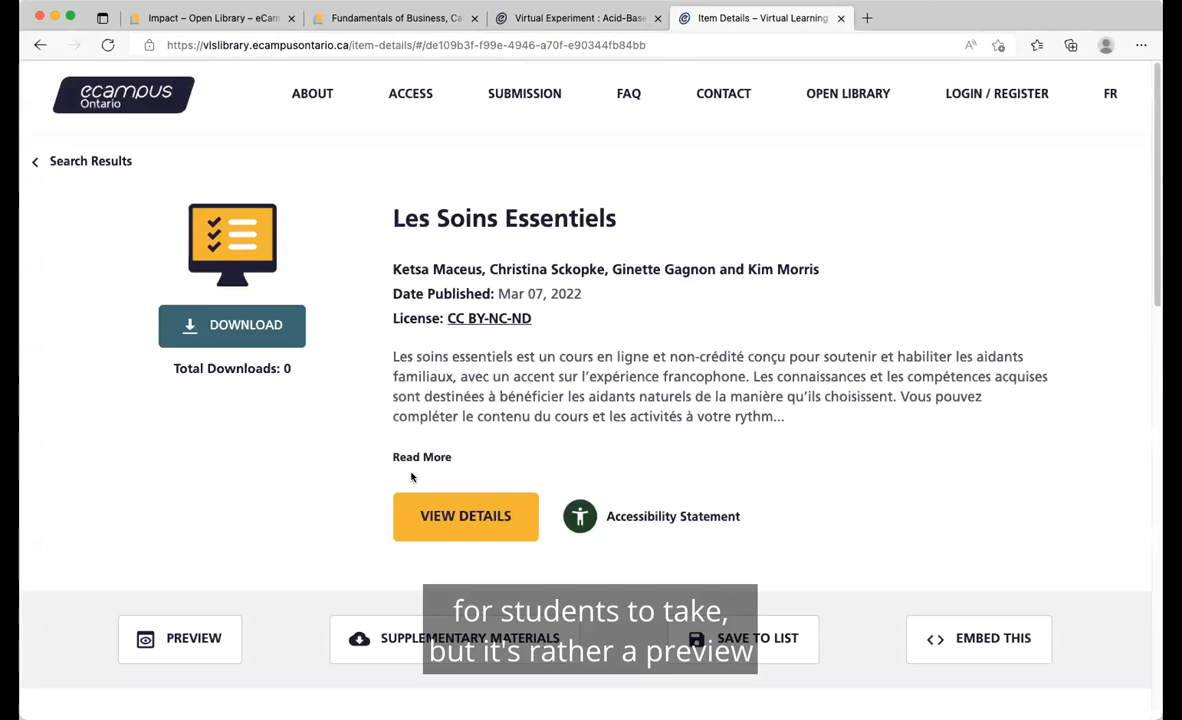 Impact – Open Library – eCam
Fundamentals of Business, Ca
Virtual Experiment : Acid-Base
Item Details – Virtual Learning
https://vlslibrary.ecampusontario.ca/item-details/#/de109b3f-f99e-4946-a70f-e90344fb84bb
ecampus
Ontario
ABOUT
ACCESS
SUBMISSION
FAQ
CONTACT
OPEN LIBRARY
LOGIN / REGISTER
FR
Search Results
Les Soins Essentiels
Ketsa Maceus, Christina Sckopke, Ginette Gagnon and Kim Morris
Date Published: Mar 07, 2022
License: CC BY-NC-ND
DOWNLOAD
Total Downloads: 0
Les soins essentiels est un cours en ligne et non-crédité conçu pour soutenir et habiliter les aidants
familiaux, avec un accent sur l'expérience francophone. Les connaissances et les compétences acquises
sont destinées à bénéficier les aidants naturels de la manière qu'ils choisissent. Vous pouvez
compléter le contenu du cours et les activités à votre rythm...
Read More
VIEW DETAILS
Accessibility Statement
PREVIEW
SUPPLEMENTARY MATERIALS
SAVE TO LIST
EMBED THIS
for students to take,
but it's rather a preview